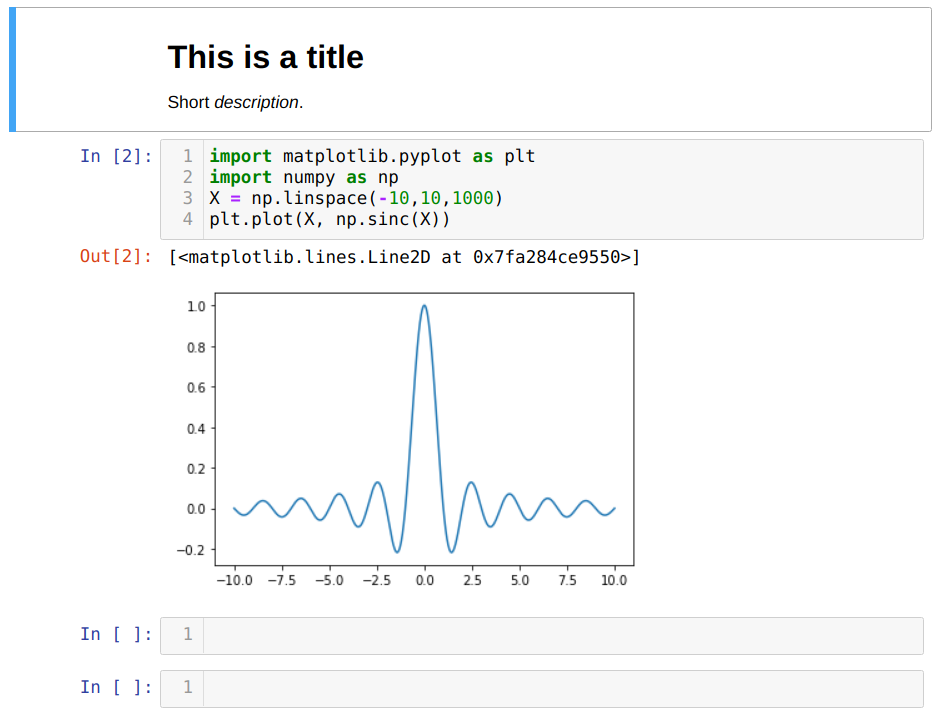 This is a title
Short description.
In [2]:
1 import matplotlib.pyplot as plt
2 import numpy as np
3 X = np.linspace(-10,10,1000)
4 plt.plot(X, np.sinc(X))
Out[2]: [<matplotlib.lines.Line2D at 0x7fa284ce9550>]
1.0
0.8
0.6
0.4
0.2
0.0
−0.2
−10.0 −7.5 −5.0 −2.5 0.0 2.5 5.0 7.5 10.0
In [ ]: 1
In [ ]: 1